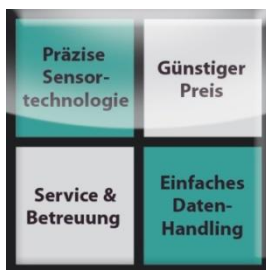 Präzise
Sensor-
technologie
Günstiger
Preis
Service &
Betreuung
Einfaches
Daten-
Handling